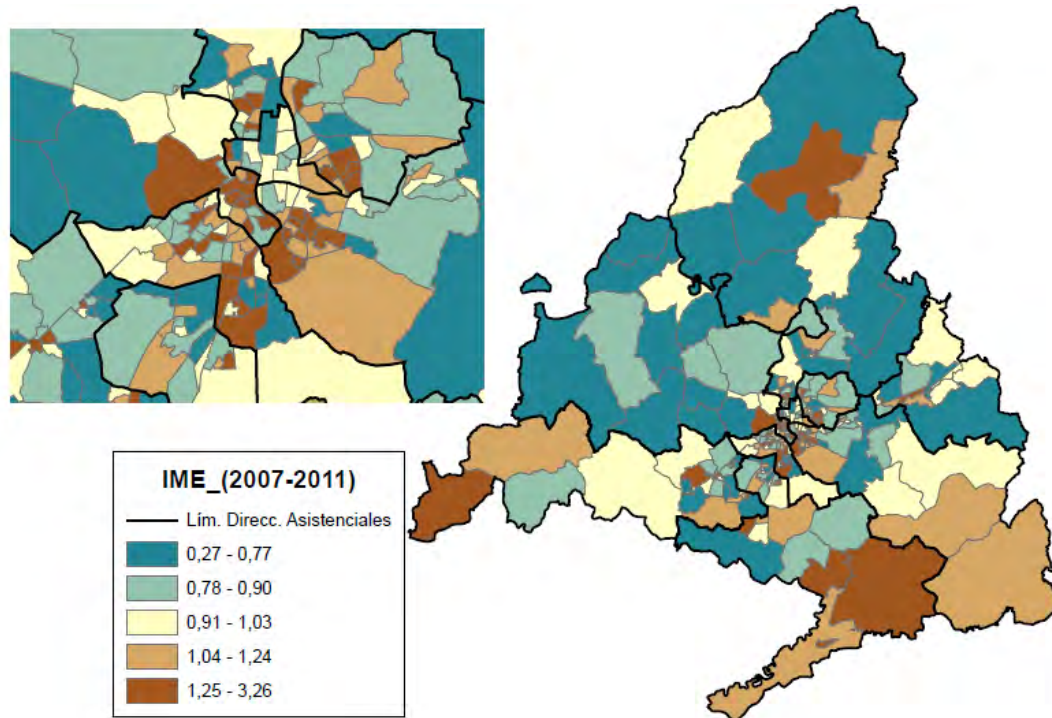 IME_(2007-2011)
Lím. Direcc. Asistenciales
0,27 - 0,77
0,78 - 0,90
0,91 - 1,03
1,04 - 1,24
1,25 - 3,26